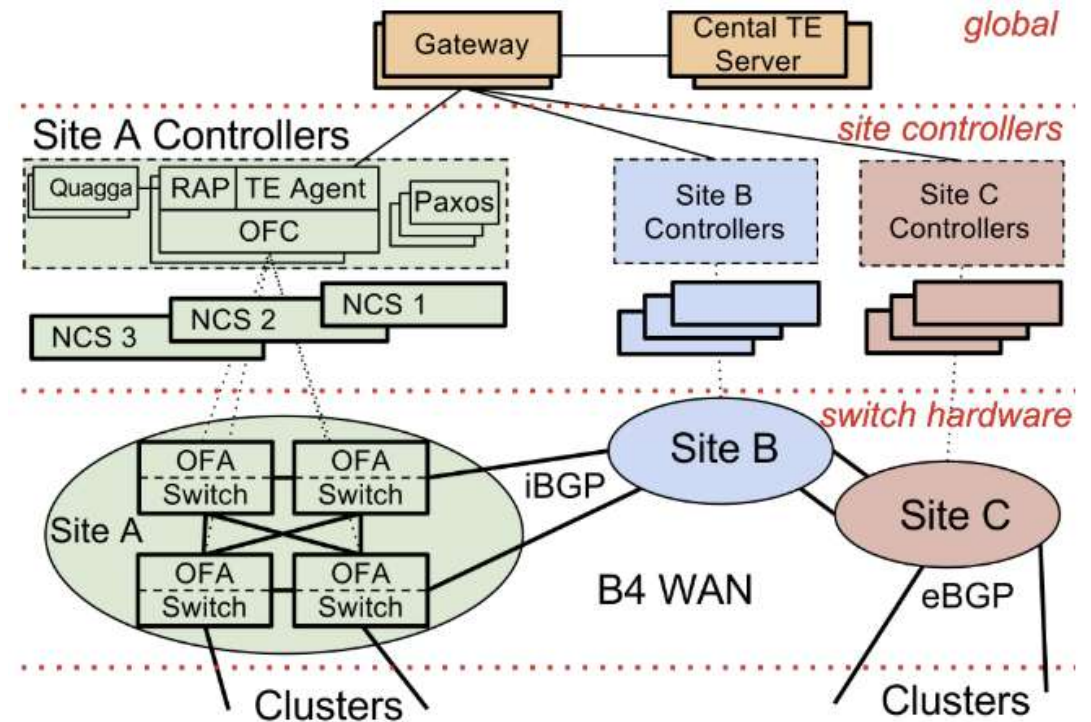 global
Gateway
Cental TE
Server
site controllers
Site A Controllers
Quagga
RAP
TE Agent
OFC
Paxos
Site B
Controllers
Site C
Controllers
NCS 1
NCS 2
NCS 3
switch hardware
OFA
Switch
OFA
Switch
Site A
OFA
Switch
OFA
Switch
iBGP
Site B
Site C
B4 WAN
eBGP
Clusters
Clusters